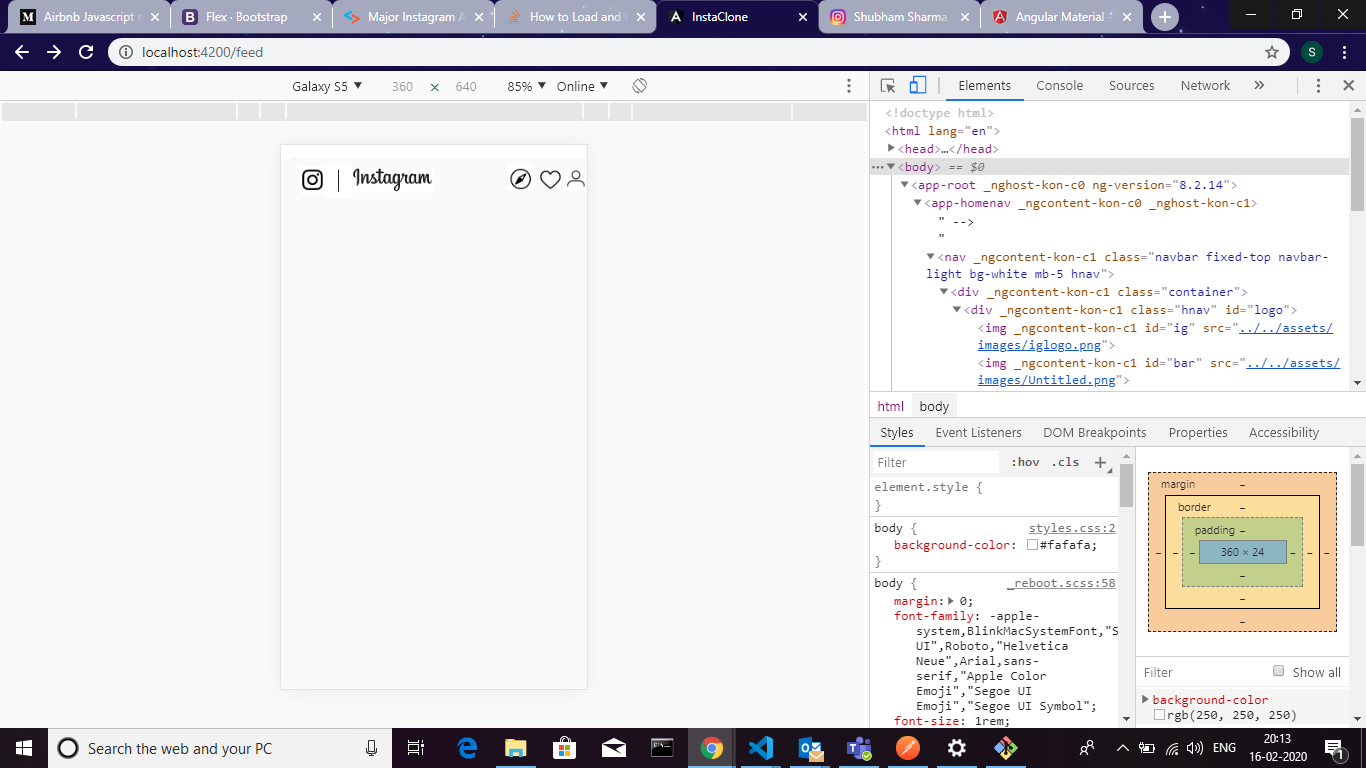 Airbnb Javascript s
Flex · Bootstrap
Major Instagram A
How to Load and
InstaClone
Shubham Sharma
Angular Material
localhost:4200/feed
S
Galaxy S5 ▼ 360 × 640 85% ▼ Online ▼
Elements Console Sources Network »
Instagram
<!doctype html>
<html lang="en">
<head>…</head>
<body> == $0
<app-root _nghost-kon-c0 ng-version="8.2.14">
<app-homenav _ngcontent-kon-c0 _nghost-kon-c1>
" -->
"
<nav _ngcontent-kon-c1 class="navbar fixed-top navbar-
light bg-white mb-5 hnav">
<div _ngcontent-kon-c1 class="container">
<div _ngcontent-kon-c1 class="hnav" id="logo">
<img _ngcontent-kon-c1 id="ig" src="../../assets/
images/iglogo.png">
<img _ngcontent-kon-c1 id="bar" src="../../assets/
images/Untitled.png">
html body
Styles Event Listeners DOM Breakpoints Properties Accessibility
Filter :hov .cls +
element.style {
}
body { styles.css:2
background-color: #fafafa;
}
body { _reboot.scss:58
margin: 0;
font-family: -apple-
system,BlinkMacSystemFont,"S
UI",Roboto,"Helvetica
Neue",Arial,sans-
serif,"Apple Color
Emoji","Segoe UI
Emoji","Segoe UI Symbol";
font-size: 1rem;
margin –
border –
padding –
– – – 360 × 24 – – –
–
–
–
Filter Show all
background-color
rgb(250, 250, 250)
Search the web and your PC
ENG
20:13
16-02-2020
1